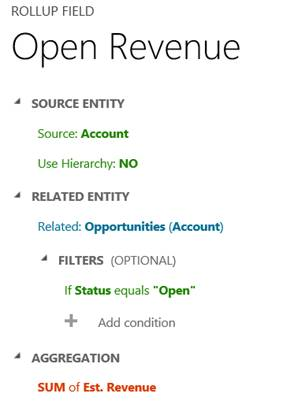 ROLLUP FIELD
Open Revenue
SOURCE ENTITY
Source: Account
Use Hierarchy: NO
RELATED ENTITY
Related: Opportunities (Account)
FILTERS (OPTIONAL)
If Status equals "Open"
Add condition
AGGREGATION
SUM of Est. Revenue